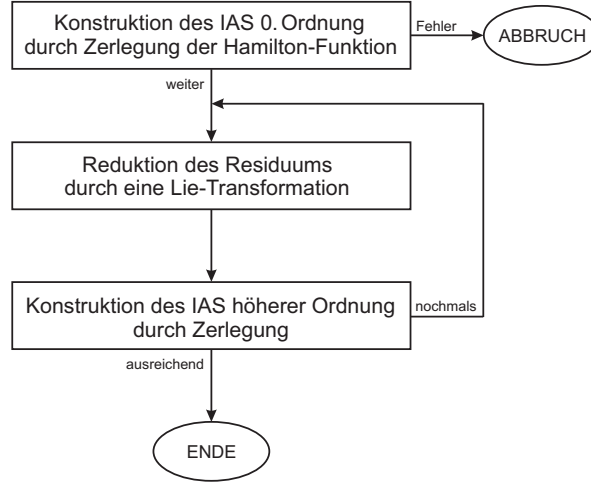 Konstruktion des IAS 0. Ordnung
durch Zerlegung der Hamilton-Funktion
Fehler
ABBRUCH
weiter
Reduktion des Residuums
durch eine Lie-Transformation
Konstruktion des IAS höherer Ordnung
durch Zerlegung
nochmals
ausreichend
ENDE